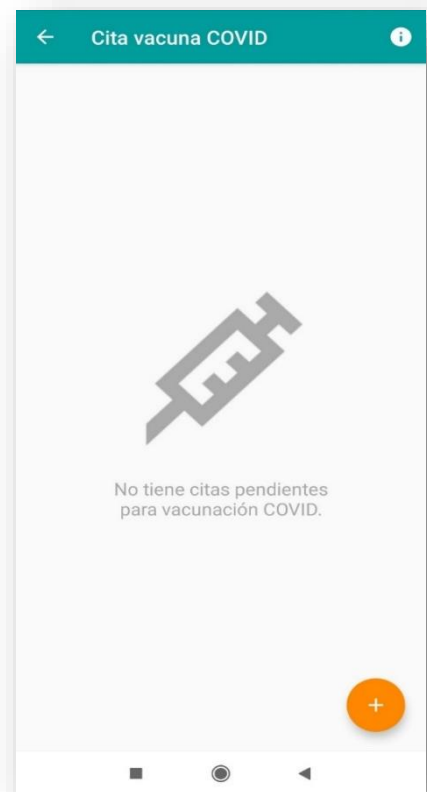 Cita vacuna COVID
No tiene citas pendientes
para vacunación COVID.